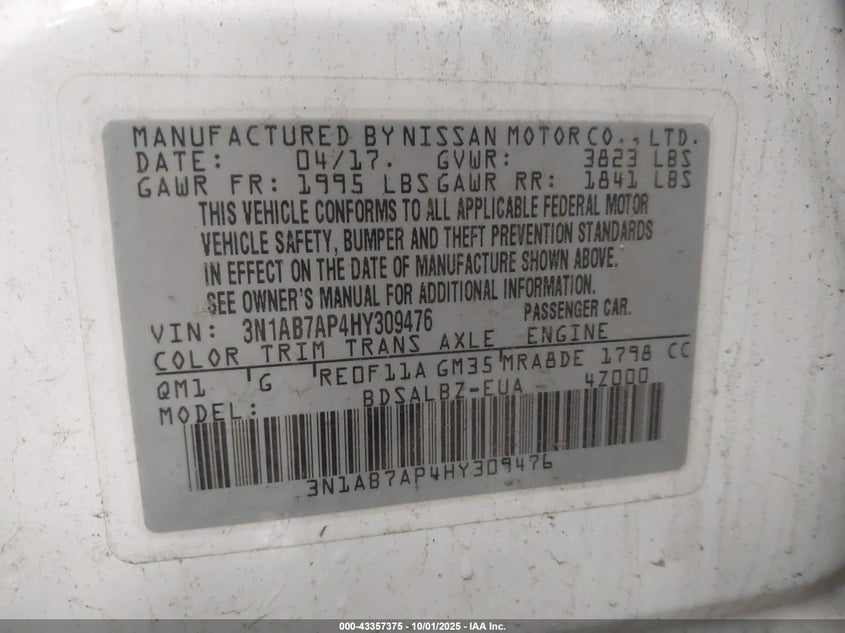 MANUFACTURED BY NISSAN MOTOR CO., LTD.
DATE: 04/17. GVWR: 3823 LBS
GAWR FR: 1995 LBS GAWR RR: 1841 LBS
THIS VEHICLE CONFORMS TO ALL APPLICABLE FEDERAL MOTOR
VEHICLE SAFETY, BUMPER AND THEFT PREVENTION STANDARDS
IN EFFECT ON THE DATE OF MANUFACTURE SHOWN ABOVE.
SEE OWNER'S MANUAL FOR ADDITIONAL INFORMATION.
VIN: 3N1AB7AP4HY309476 PASSENGER CAR.
COLOR TRIM TRANS AXLE ENGINE
QM1 G RE0F11A GM35 MRA8DE 1798 CC
MODEL: BDSALBZ-EUA 4Z000
3N1AB7AP4HY309476
000-43357375 - 10/01/2025 - IAA Inc.